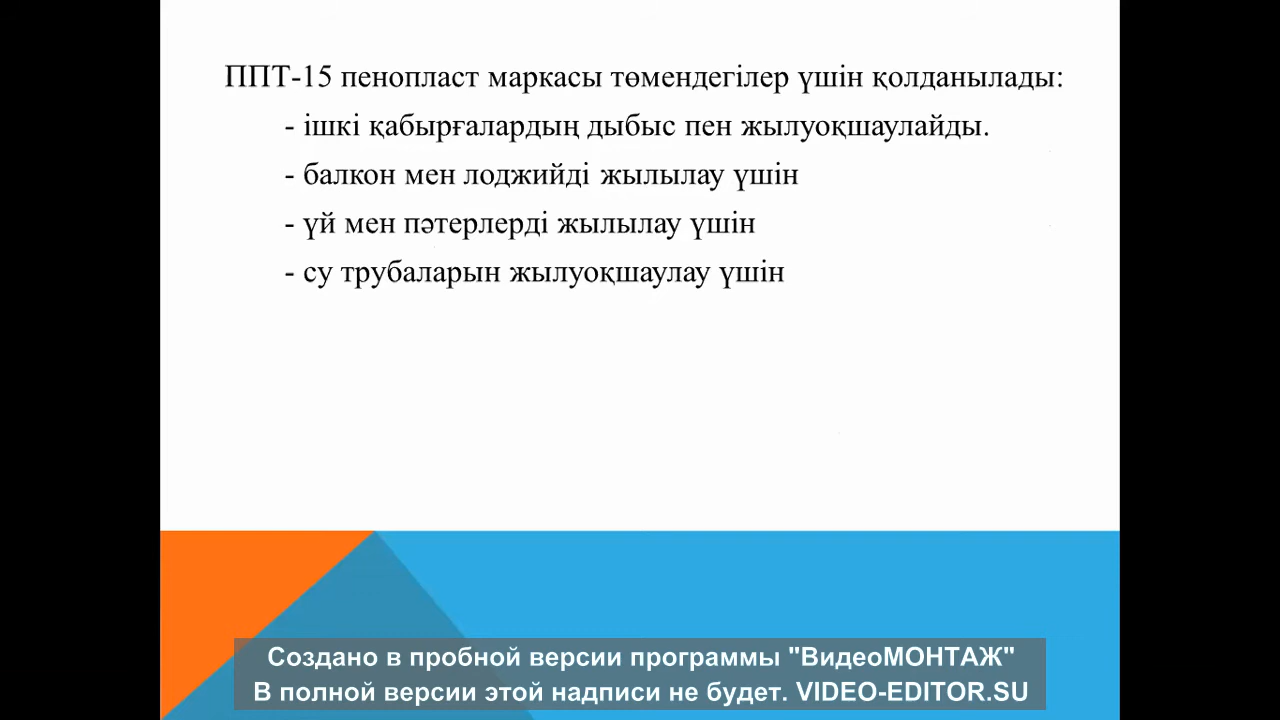 ППТ-15 пенопласт маркасы төмендегілер үшін қолданылады:
- ішкі қабырғалардың дыбыс пен жылуоқшаулайды.
- балкон мен лоджийді жылылау үшін
- үй мен пәтерлерді жылылау үшін
- су трубаларын жылуоқшаулау үшін
Создано в пробной версии программы "ВидеоМОНТАЖ"
В полной версии этой надписи не будет. VIDEO-EDITOR.SU